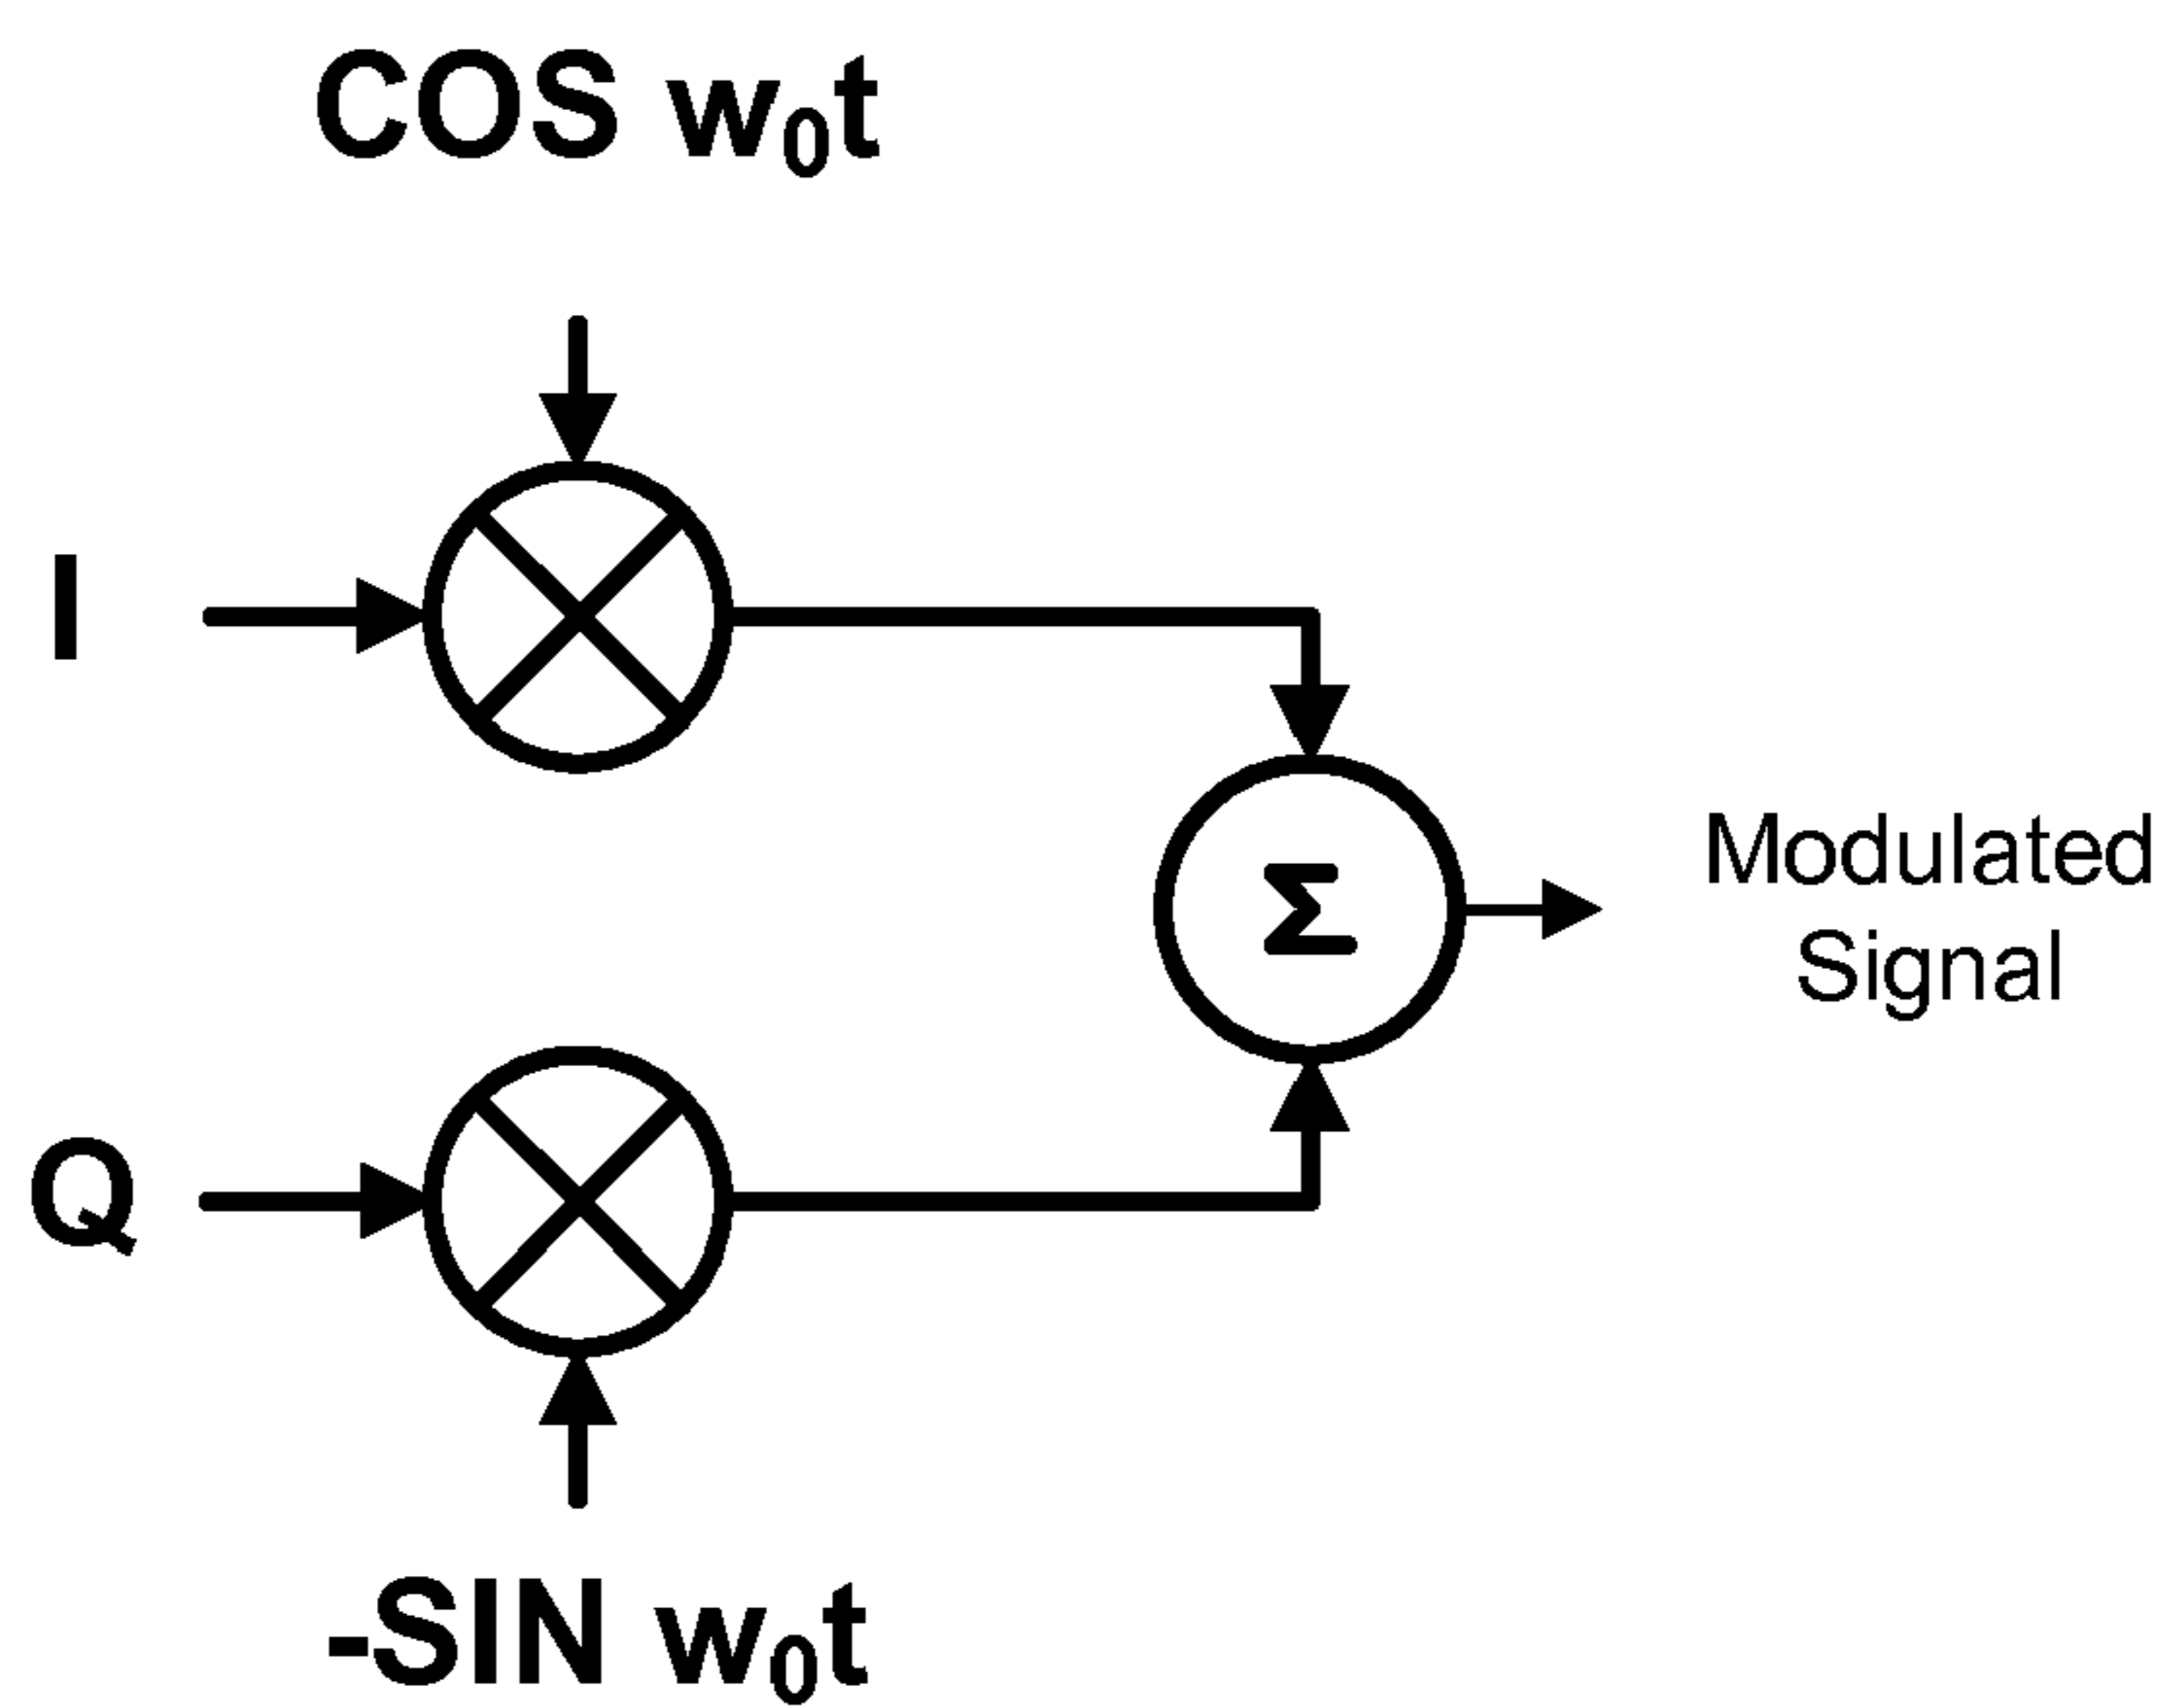 COS w₀t
I
Σ
Modulated
Signal
Q
-SIN w₀t